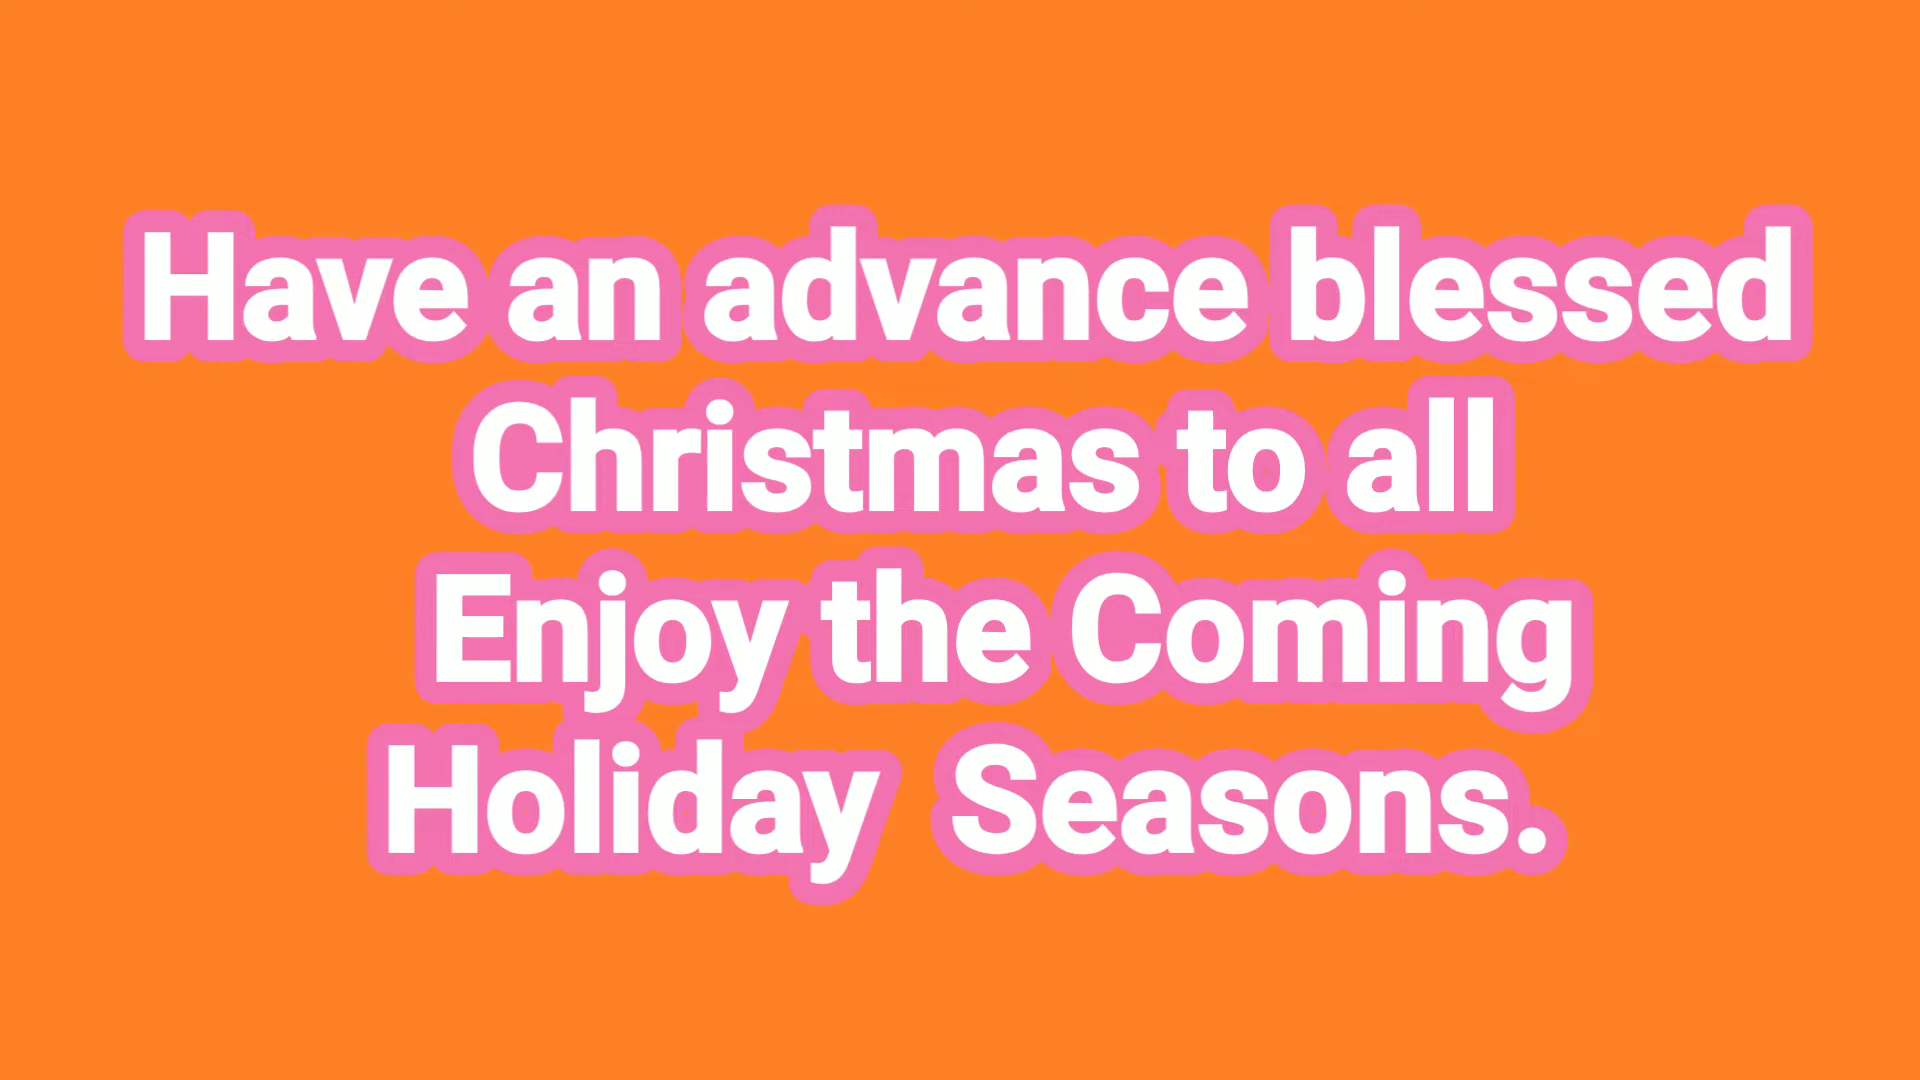 Have an advance blessed
Christmas to all
Enjoy the Coming
Holiday  Seasons.